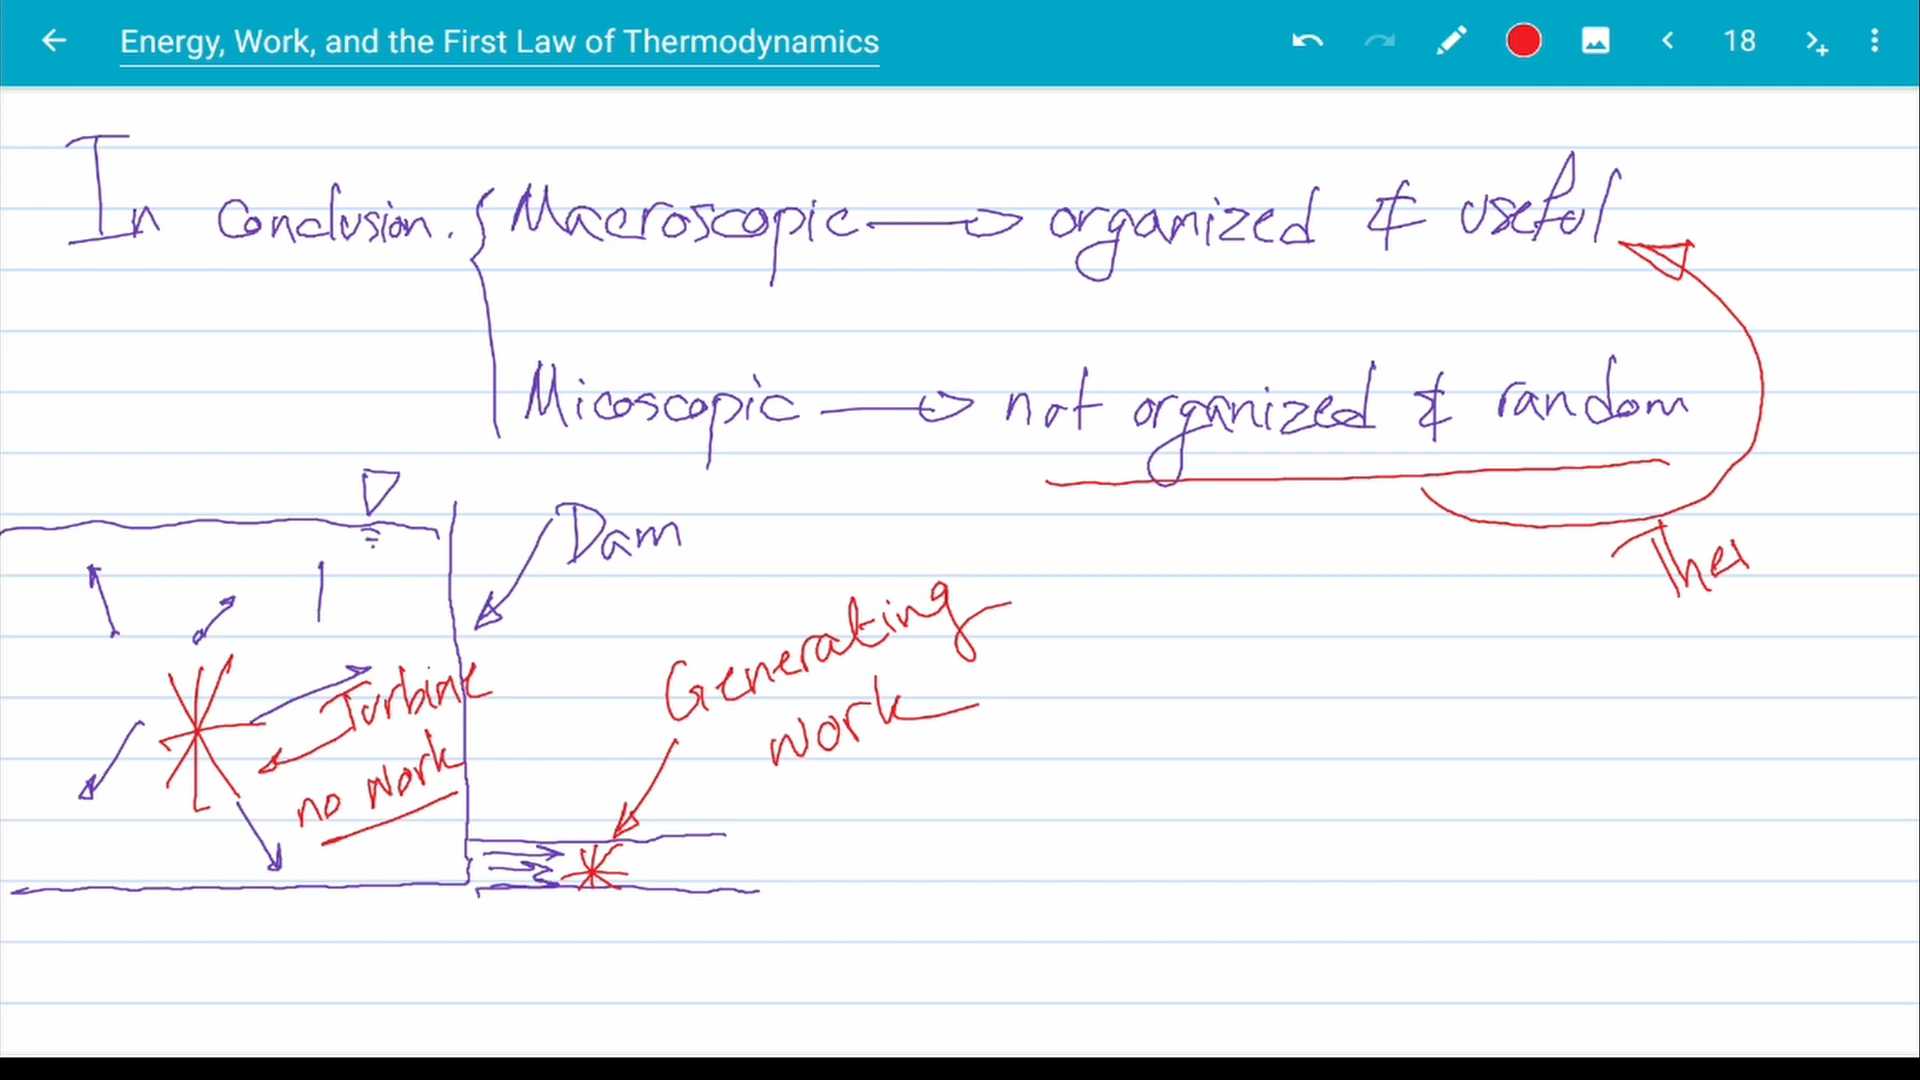 Energy, Work, and the First Law of Thermodynamics
18
In conclusion. Macroscopic → organized & useful
Micoscopic → not organized & random
Dam
Ther
Generating
work
Turbine
no work